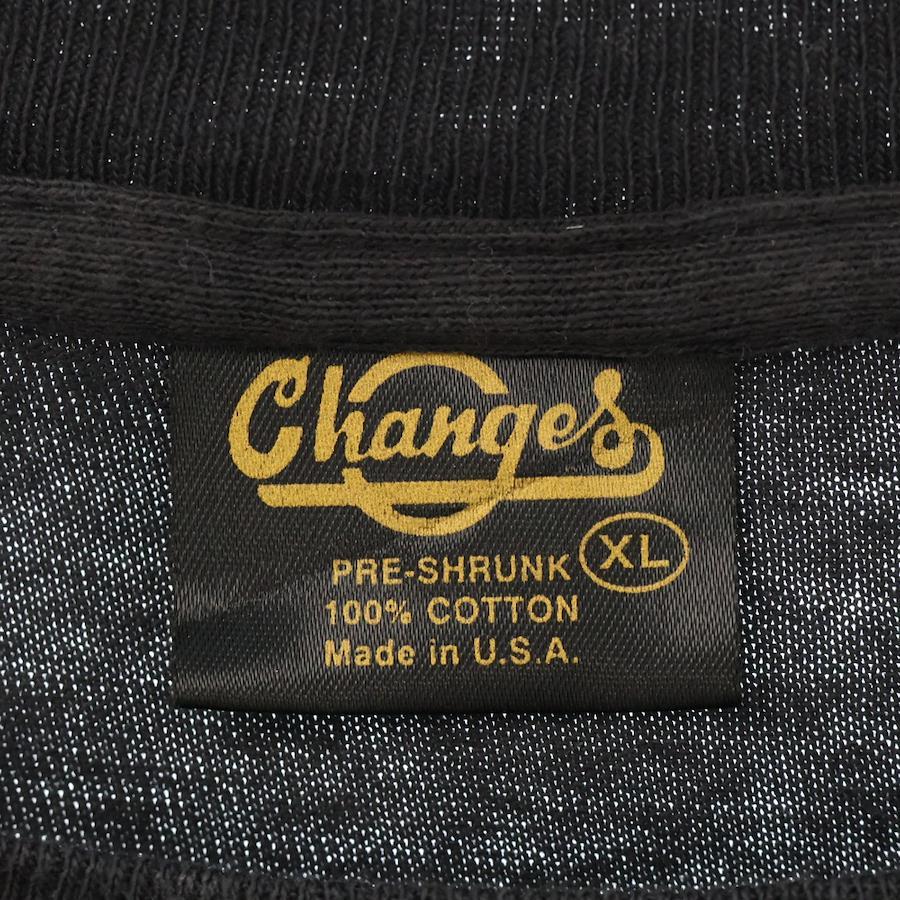 Changes
XL
PRE-SHRUNK
100% COTTON
Made in U.S.A.